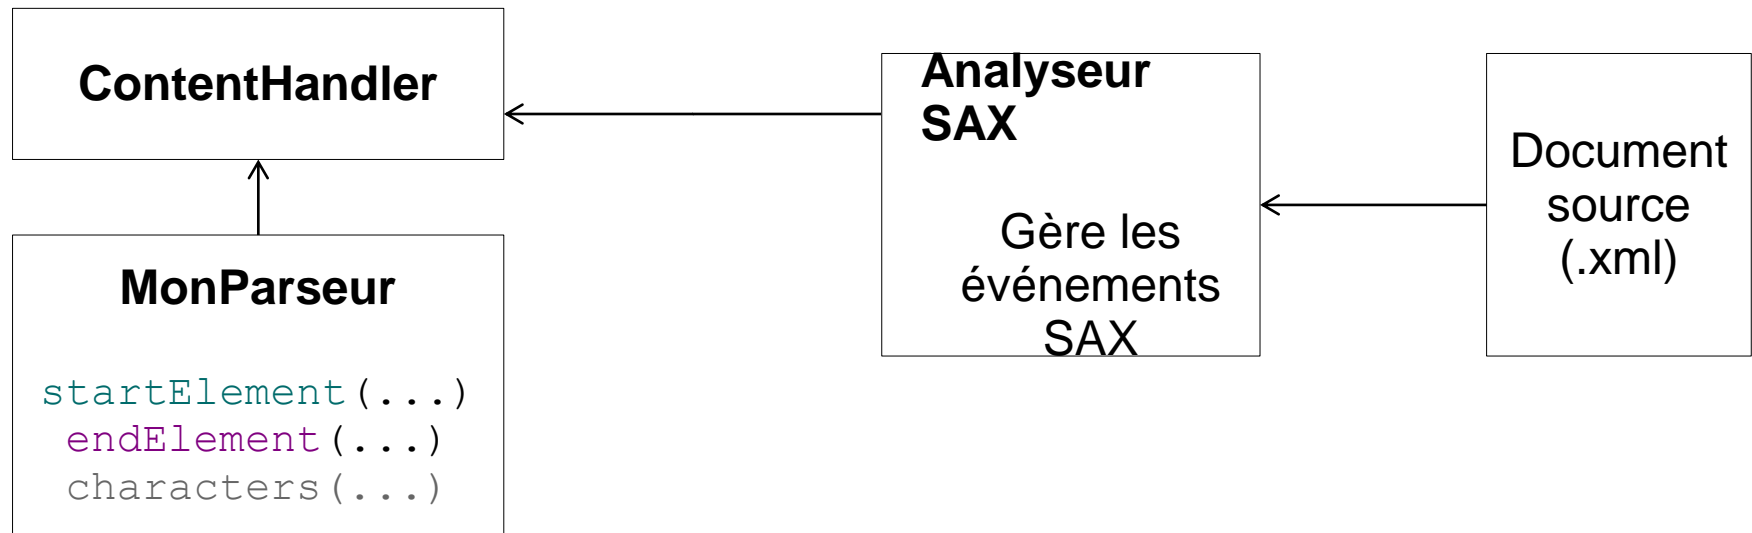 ContentHandler
MonParseur
startElement(...)
endElement(...)
characters(...)
Analyseur
SAX
Gère les
événements
SAX
Document
source
(.xml)